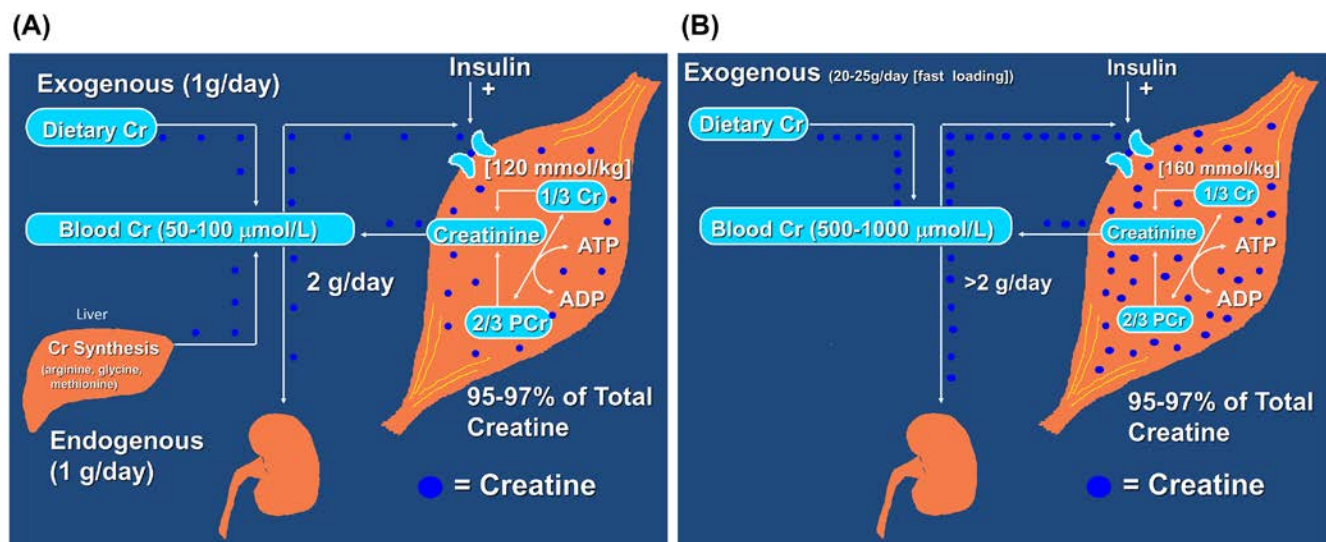 (A)
Exogenous (1g/day)
Insulin
+
Dietary Cr
[120 mmol/kg]
1/3 Cr
Blood Cr (50-100 μmol/L)
Creatinine
ATP
2 g/day
ADP
Liver
2/3 PCr
Cr Synthesis
(arginine, glycine,
methionine)
95-97% of Total
Creatine
Endogenous
(1 g/day)
= Creatine
(B)
Exogenous (20-25g/day [fast loading])
Insulin
+
Dietary Cr
[160 mmol/kg]
1/3 Cr
Blood Cr (500-1000 μmol/L)
Creatinine
ATP
>2 g/day
ADP
2/3 PCr
95-97% of Total
Creatine
= Creatine